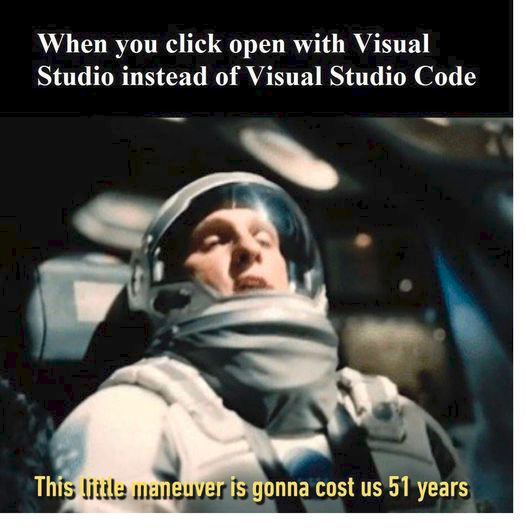 When you click open with Visual
Studio instead of Visual Studio Code
This little maneuver is gonna cost us 51 years